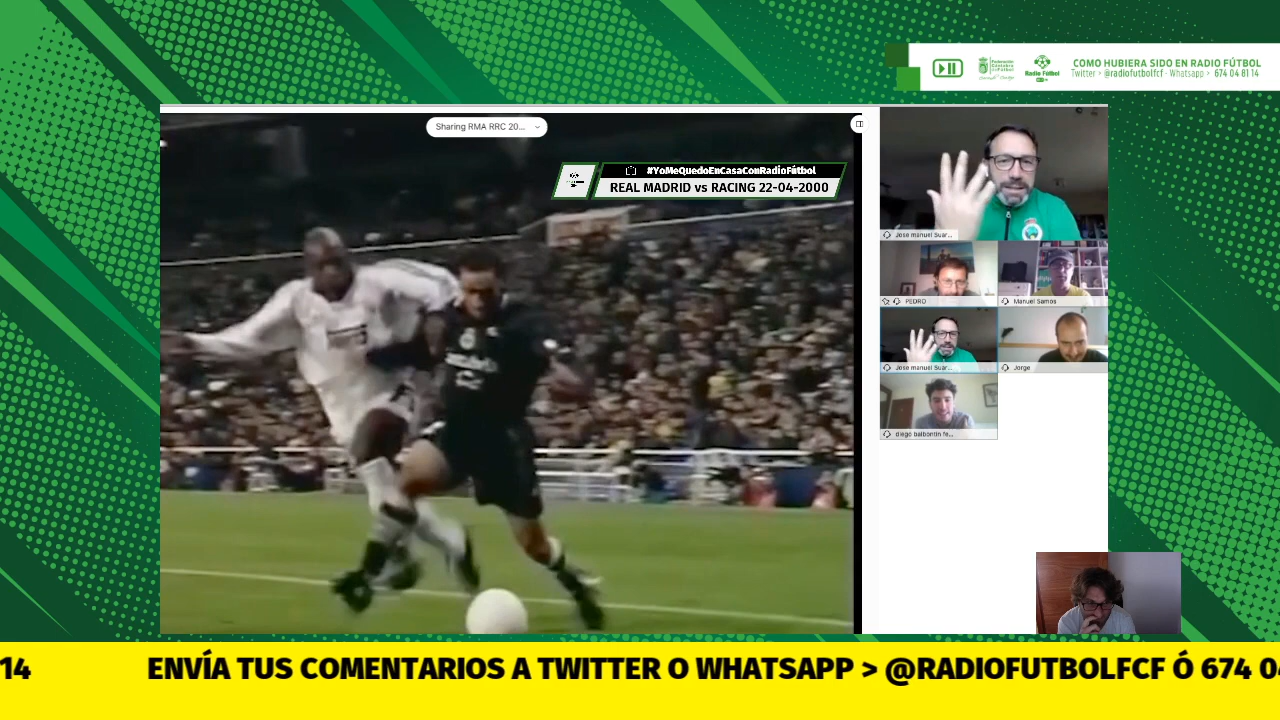 COMO HUBIERA SIDO EN RADIO FÚTBOL
Twitter > @radiofutbolfcf - Whatsapp > 674 04 81 14
Radio Fútbol
Sharing RMA RRC 20...
#YoMeQuedoEnCasaConRadioFútbol
REAL MADRID vs RACING 22-04-2000
Jose manuel Suar...
PEDRO
Manuel Samos
Jose manuel Suar...
Jorge
diego balbontin fe...
14 ENVÍA TUS COMENTARIOS A TWITTER O WHATSAPP > @RADIOFUTBOLFCF Ó 674 04